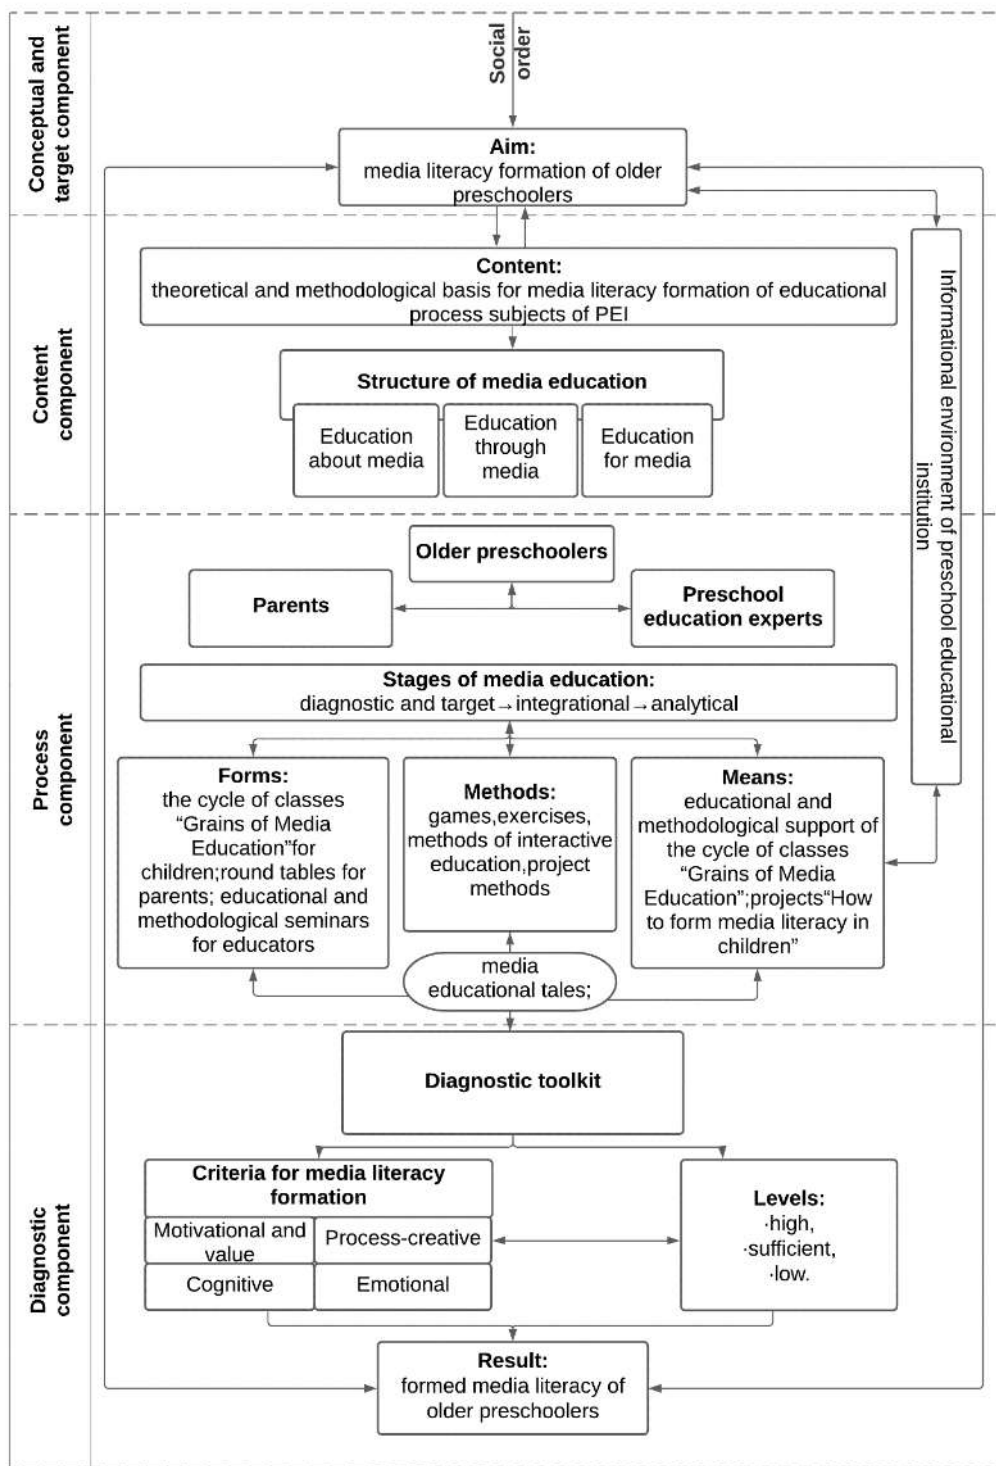 Conceptual and
target component
Social
order
Aim:
media literacy formation of older
preschoolers
Content
component
Content:
theoretical and methodological basis for media literacy formation of educational
process subjects of PEI
Structure of media education
Education
about media
Education
through
media
Education
for media
Informational environment of preschool educational
institution
Process
component
Older preschoolers
Parents
Preschool
education experts
Stages of media education:
diagnostic and target→integrational→analytical
Forms:
the cycle of classes
“Grains of Media
Education”for
children;round tables for
parents; educational and
methodological seminars
for educators
Methods:
games,exercises,
methods of interactive
education,project
methods
Means:
educational and
methodological support of
the cycle of classes
“Grains of Media
Education”;projects“How
to form media literacy in
children”
media
educational tales;
Diagnostic
component
Diagnostic toolkit
Criteria for media literacy
formation
Motivational and
value
Process-creative
Cognitive
Emotional
Levels:
·high,
·sufficient,
·low.
Result:
formed media literacy of
older preschoolers